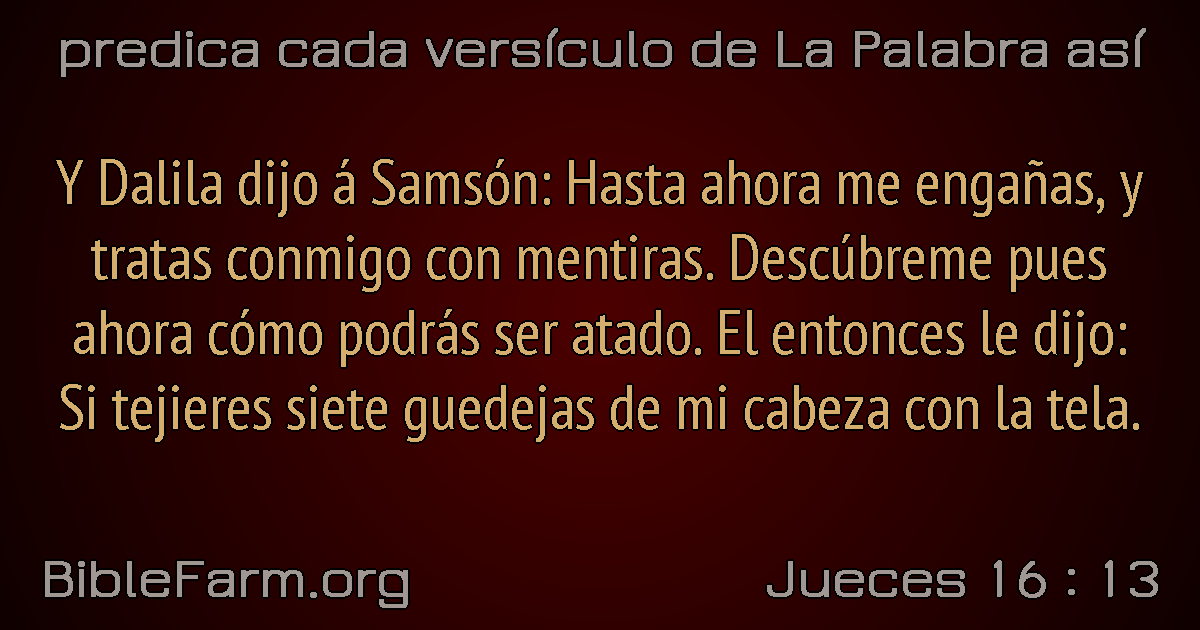 predica cada versículo de La Palabra así
Y Dalila dijo á Samsón: Hasta ahora me engañas, y
tratas conmigo con mentiras. Descúbreme pues
ahora cómo podrás ser atado. El entonces le dijo:
Si tejieres siete guedejas de mi cabeza con la tela.
BibleFarm.org
Jueces 16 : 13